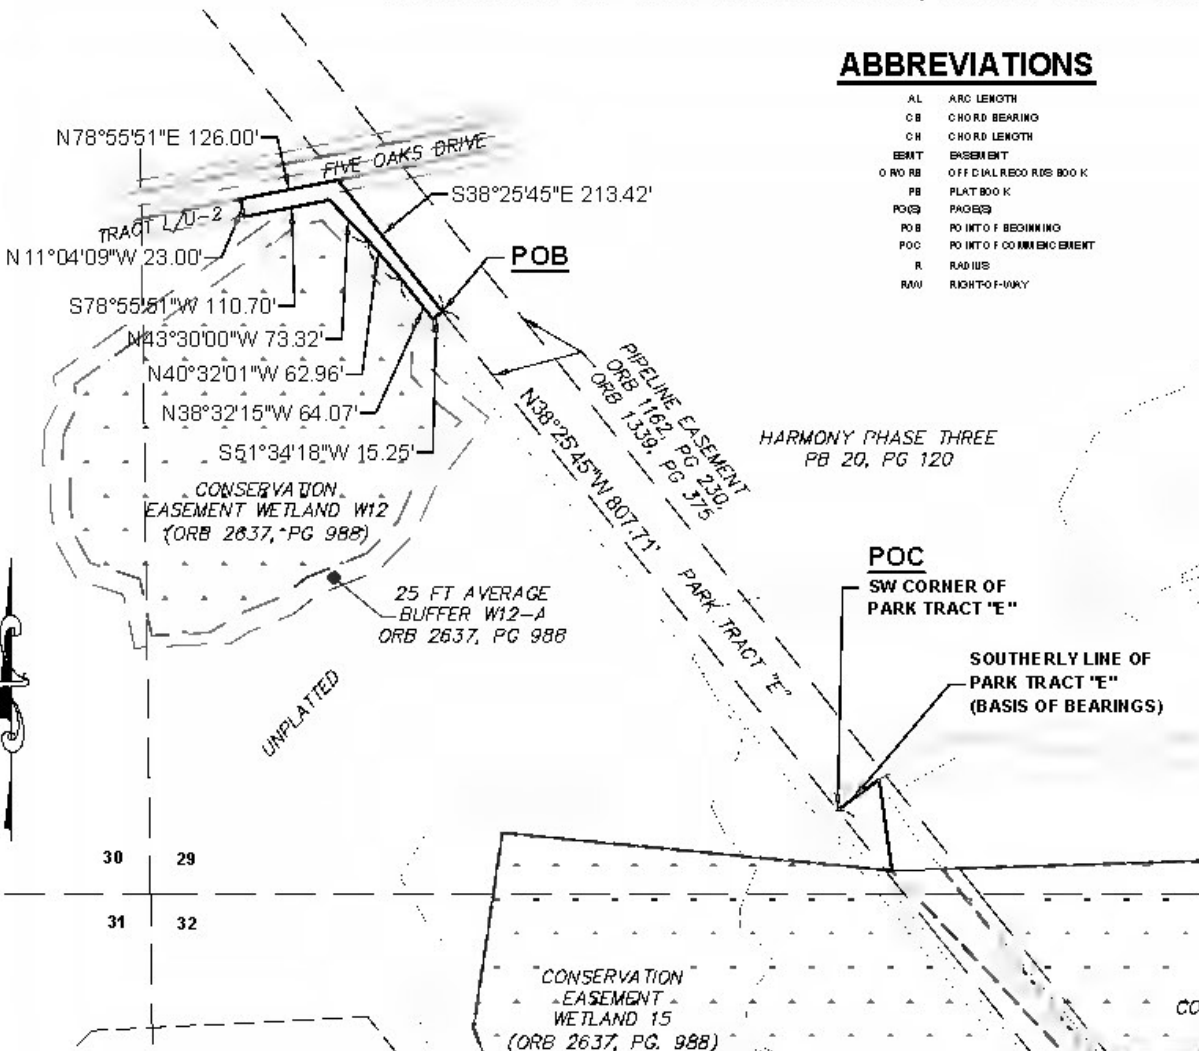 ABBREVIATIONS
AL ARC LENGTH
CB CHORD BEARING
CH CHORD LENGTH
ESMT EASEMENT
O R/O RB OFFICIAL RECORDS BOOK
PB PLAT BOOK
PG(S) PAGE(S)
POB POINT OF BEGINNING
POC POINT OF COMMENCEMENT
R RADIUS
R/W RIGHT-OF-WAY
N78°55'51"E 126.00'
FIVE OAKS DRIVE
S38°25'45"E 213.42'
TRACT L/U-2
N11°04'09"W 23.00'
POB
S78°55'51"W 110.70'
N43°30'00"W 73.32'
N40°32'01"W 62.96'
N38°32'15"W 64.07'
S51°34'18"W 15.25'
PIPELINE EASEMENT
ORB 1162, PG 230,
ORB 1339, PG 375
N38°25'45"W 807.71'
HARMONY PHASE THREE
PB 20, PG 120
CONSERVATION
EASEMENT WETLAND W12
(ORB 2637, PG 988)
25 FT AVERAGE
BUFFER W12-A
ORB 2637, PG 988
PARK TRACT "E"
POC
SW CORNER OF
PARK TRACT "E"
SOUTHERLY LINE OF
PARK TRACT "E"
(BASIS OF BEARINGS)
UNPLATTED
30 29
31 32
CONSERVATION
EASEMENT
WETLAND 15
(ORB 2637, PG. 988)
CO